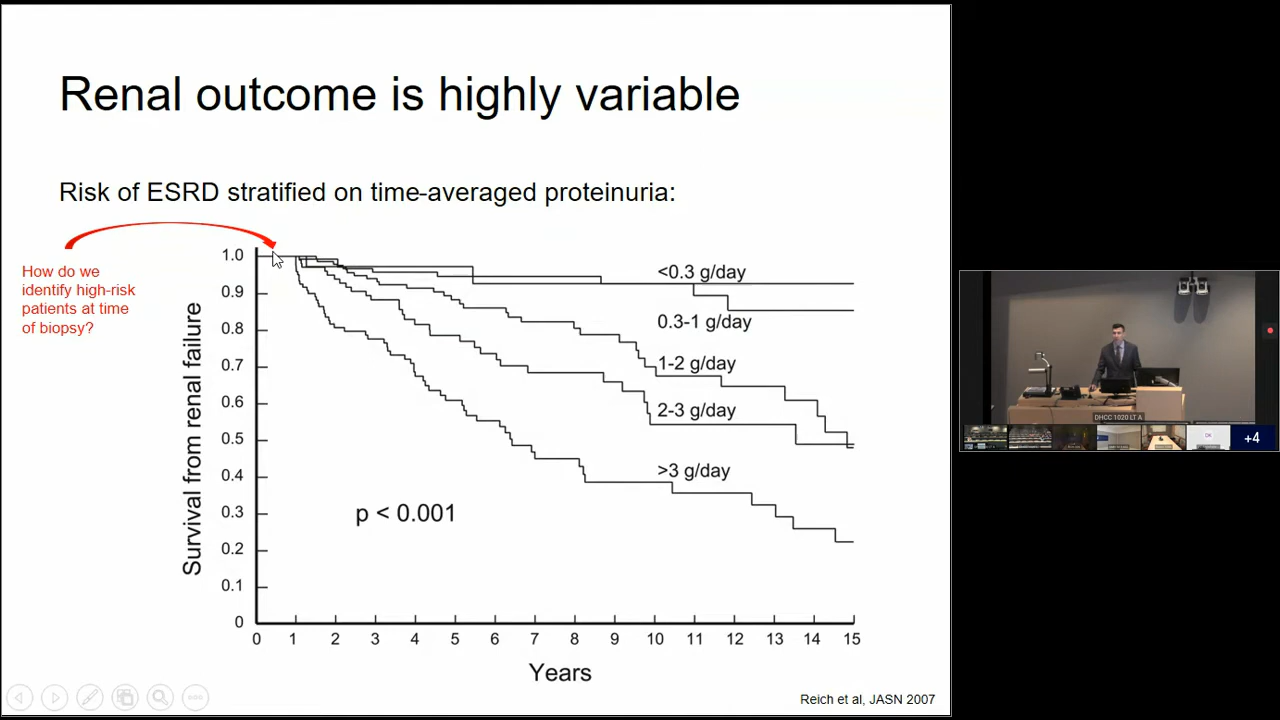 Renal outcome is highly variable
Risk of ESRD stratified on time-averaged proteinuria:
How do we
identify high-risk
patients at time
of biopsy?
Survival from renal failure
1.0
0.9
0.8
0.7
0.6
0.5
0.4
0.3
0.2
0.1
0
<0.3 g/day
0.3-1 g/day
1-2 g/day
2-3 g/day
>3 g/day
p < 0.001
0 1 2 3 4 5 6 7 8 9 10 11 12 13 14 15
Years
Reich et al, JASN 2007
DHCC 1020 LT A
+4